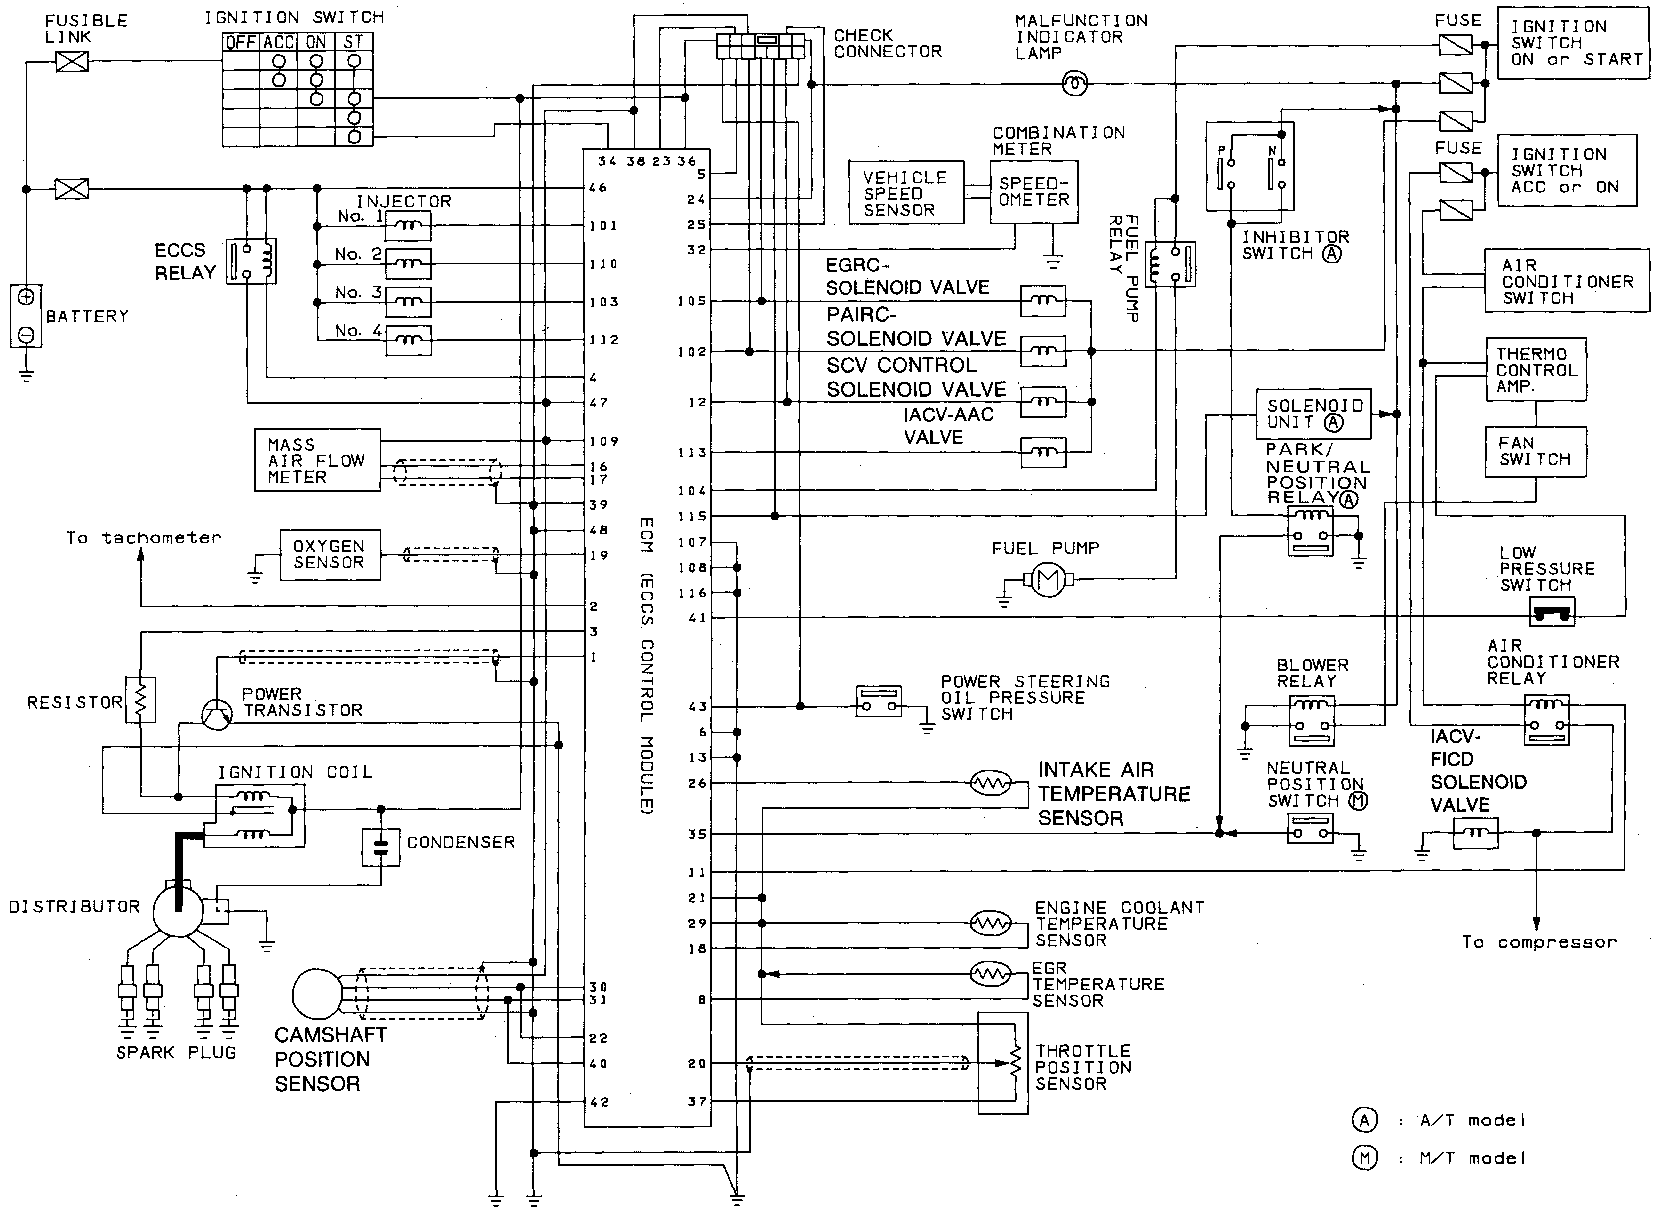 FUSIBLE
LINK
IGNITION SWITCH
OFF ACC ON ST
CHECK
CONNECTOR
MALFUNCTION
INDICATOR
LAMP
FUSE
IGNITION
SWITCH
ON or START
34 38 23 36
5
24
25
32
COMBINATION
METER
VEHICLE
SPEED
SENSOR
SPEED-
OMETER
P N
INHIBITOR
SWITCH (A)
FUSE
IGNITION
SWITCH
ACC or ON
46
101
110
103
112
4
47
109
16
17
39
48
19
2
3
1
30
31
22
40
42
INJECTOR
No. 1
No. 2
No. 3
No. 4
ECCS
RELAY
BATTERY
EGRC-
SOLENOID VALVE
PAIRC-
SOLENOID VALVE
SCV CONTROL
SOLENOID VALVE
IACV-AAC
VALVE
FUEL PUMP
RELAY
105
102
12
113
104
115
107
108
116
41
43
6
13
26
35
11
21
29
18
8
20
37
AIR
CONDITIONER
SWITCH
THERMO
CONTROL
AMP.
FAN
SWITCH
SOLENOID
UNIT (A)
PARK/
NEUTRAL
POSITION
RELAY (A)
MASS
AIR FLOW
METER
OXYGEN
SENSOR
To tachometer
ECM (ECCS CONTROL MODULE)
FUEL PUMP
M
LOW
PRESSURE
SWITCH
AIR
CONDITIONER
RELAY
BLOWER
RELAY
RESISTOR
POWER
TRANSISTOR
POWER STEERING
OIL PRESSURE
SWITCH
IACV-
FICD
SOLENOID
VALVE
IGNITION COIL
INTAKE AIR
TEMPERATURE
SENSOR
NEUTRAL
POSITION
SWITCH (M)
CONDENSER
DISTRIBUTOR
ENGINE COOLANT
TEMPERATURE
SENSOR
To compressor
EGR
TEMPERATURE
SENSOR
SPARK PLUG
CAMSHAFT
POSITION
SENSOR
THROTTLE
POSITION
SENSOR
(A) : A/T model
(M) : M/T model